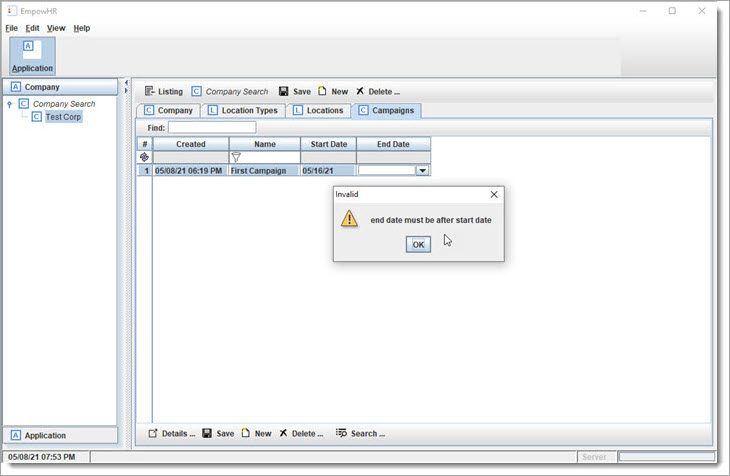 EmpowHR
File Edit View Help
A
Application
A Company
C Company Search
C Test Corp
A Application
Listing C Company Search Save New Delete ...
C Company L Location Types L Locations C Campaigns
Find:
# Created Name Start Date End Date
1 05/08/21 06:19 PM First Campaign 05/16/21
Invalid
end date must be after start date
OK
Details ... Save New Delete ... Search ...
05/08/21 07:53 PM Server